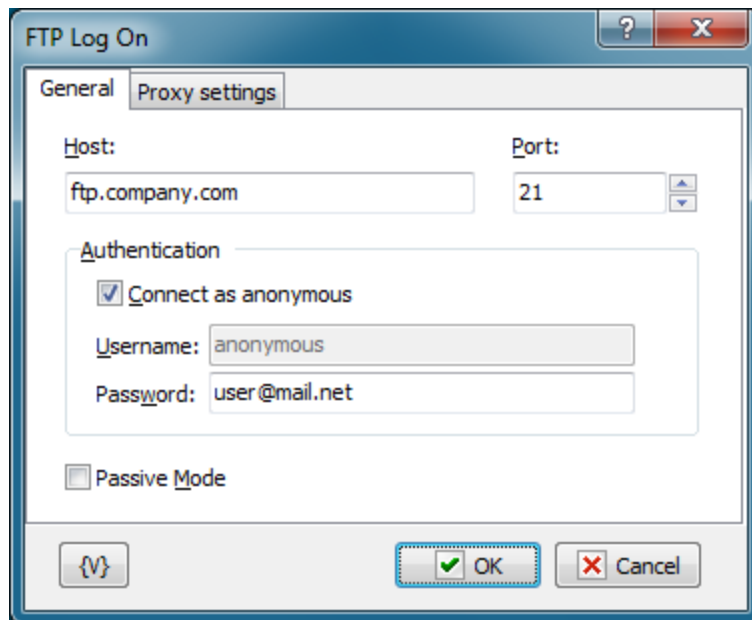 FTP Log On
?
General Proxy settings
Host: Port:
ftp.company.com 21
Authentication
Connect as anonymous
Username: anonymous
Password: user@mail.net
Passive Mode
{V} OK Cancel